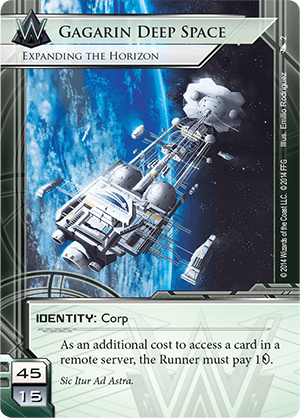 GAGARIN DEEP SPACE
EXPANDING THE HORIZON
2
Illus. Emilio Rodriguez
© 2014 Wizards of the Coast LLC. © 2014 FFG
IDENTITY: Corp
As an additional cost to access a card in a
remote server, the Runner must pay 1.
Sic Itur Ad Astra.
45
15